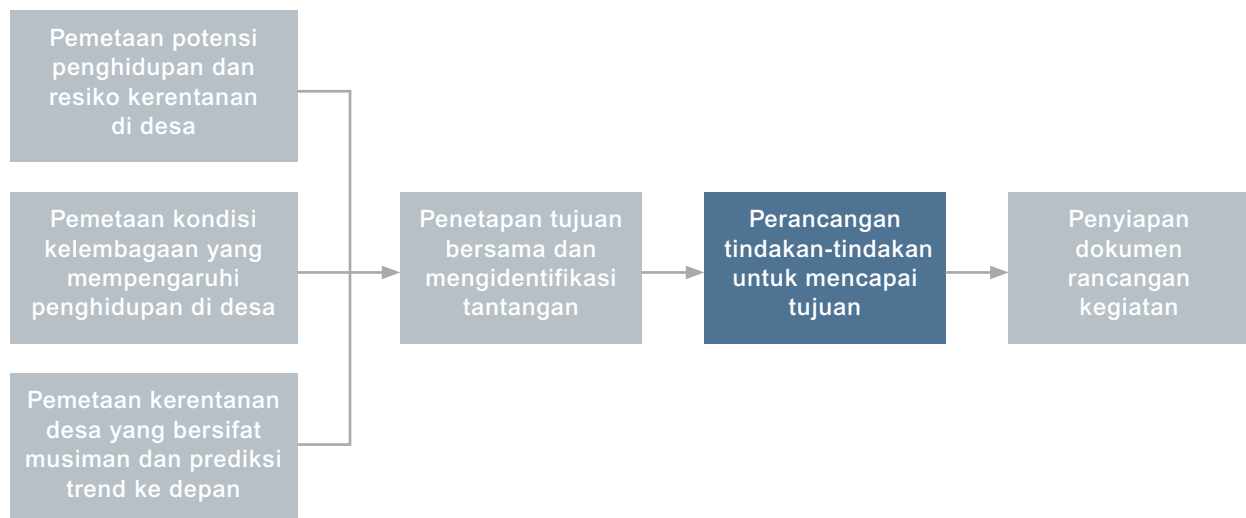 Pemetaan potensi
penghidupan dan
resiko kerentanan
di desa
Pemetaan kondisi
kelembagaan yang
mempengaruhi
penghidupan di desa
Pemetaan kerentanan
desa yang bersifat
musiman dan prediksi
trend ke depan
Penetapan tujuan
bersama dan
mengidentifikasi
tantangan
Perancangan
tindakan-tindakan
untuk mencapai
tujuan
Penyiapan
dokumen
rancangan
kegiatan